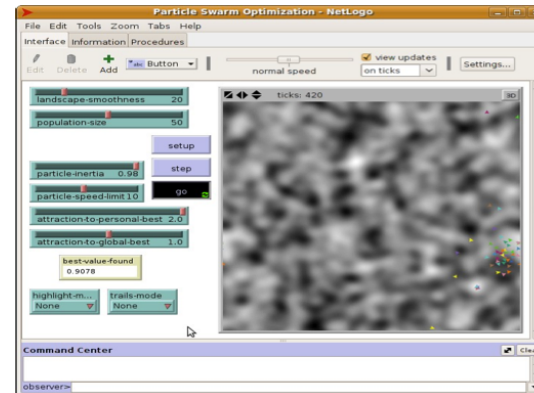 Particle Swarm Optimization - NetLogo
File Edit Tools Zoom Tabs Help
Interface Information Procedures
Edit Delete Add abc Button normal speed view updates on ticks Settings...
landscape-smoothness 20
population-size 50
setup
particle-inertia 0.98
step
particle-speed-limit 10
go
attraction-to-personal-best 2.0
attraction-to-global-best 1.0
best-value-found
0.9078
highlight-m... trails-mode
None None
ticks: 420 3D
Command Center Clea
observer>